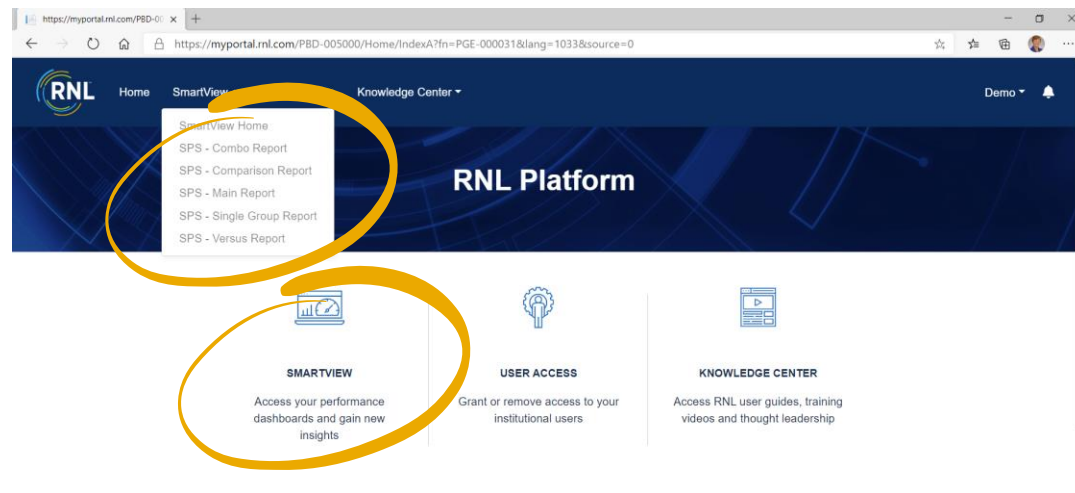 https://myportal.rnl.com/PBD-00
https://myportal.rnl.com/PBD-005000/Home/IndexA?fn=PGE-000031&lang=1033&source=0
RNL Home SmartView Knowledge Center Demo
SmartView Home
SPS - Combo Report
SPS - Comparison Report
SPS - Main Report
SPS - Single Group Report
SPS - Versus Report
RNL Platform
SMARTVIEW
Access your performance
dashboards and gain new
insights
USER ACCESS
Grant or remove access to your
institutional users
KNOWLEDGE CENTER
Access RNL user guides, training
videos and thought leadership